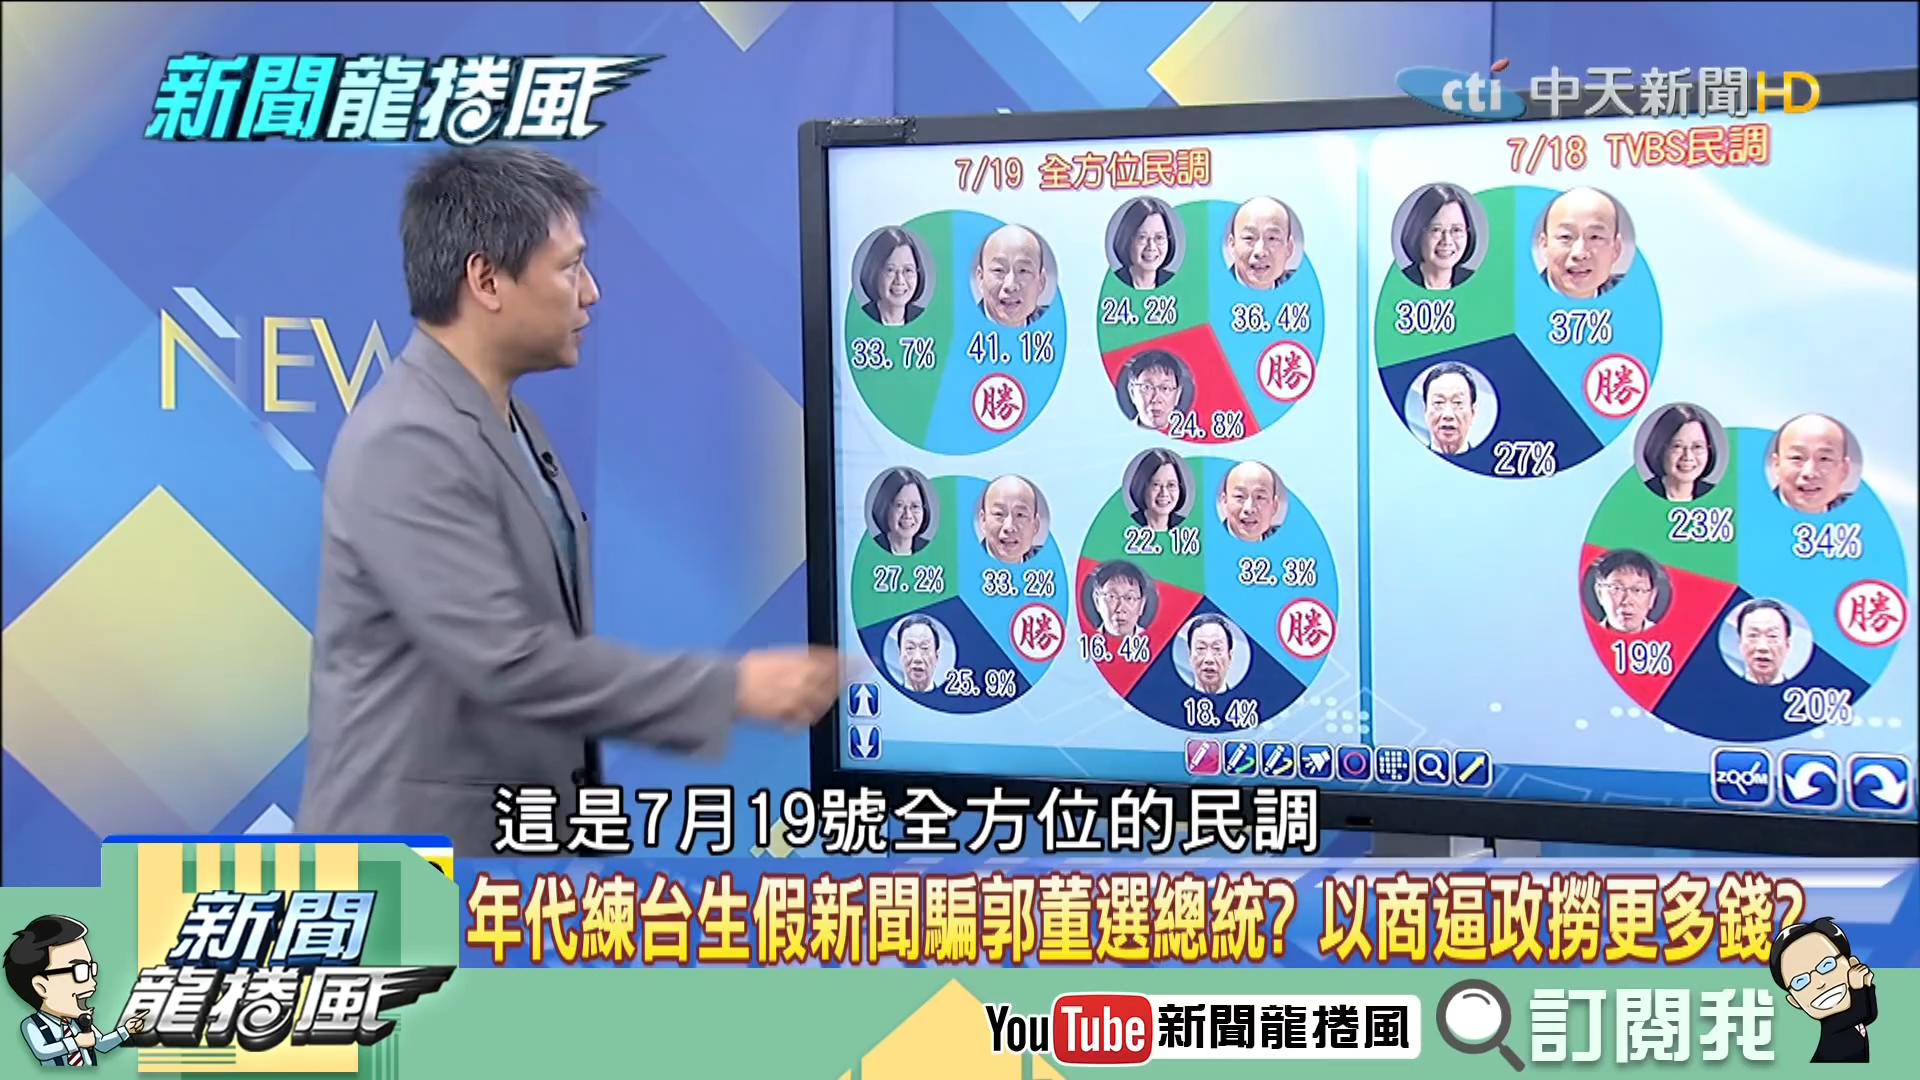 新聞龍捲風
cti 中天新聞HD
7/19 全方位民調
7/18 TVBS民調
33.7%
41.1%
勝
24.2%
36.4%
勝
24.8%
30%
37%
勝
27%
27.2%
33.2%
勝
25.9%
22.1%
32.3%
勝
16.4%
18.4%
23%
34%
勝
19%
20%
ZOOM
這是7月19號全方位的民調
年代練台生假新聞騙郭董選總統? 以商逼政撈更多錢?
新聞
龍捲風
YouTube 新聞龍捲風
訂閱我